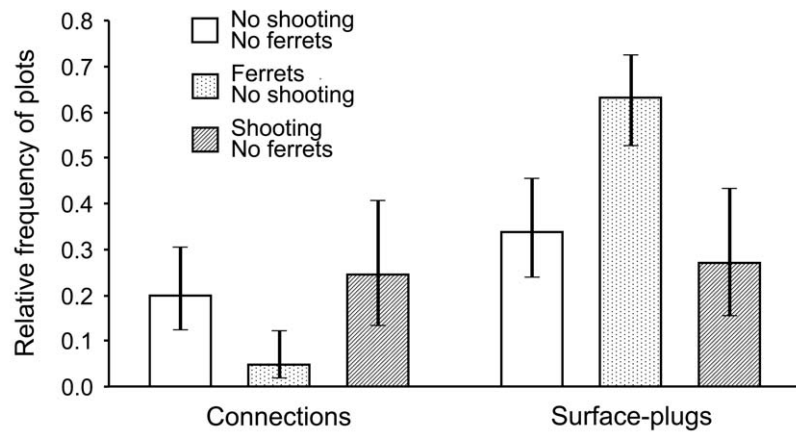 Relative frequency of plots
0.8
0.7
0.6
0.5
0.4
0.3
0.2
0.1
0.0
No shooting
No ferrets
Ferrets
No shooting
Shooting
No ferrets
Connections
Surface-plugs